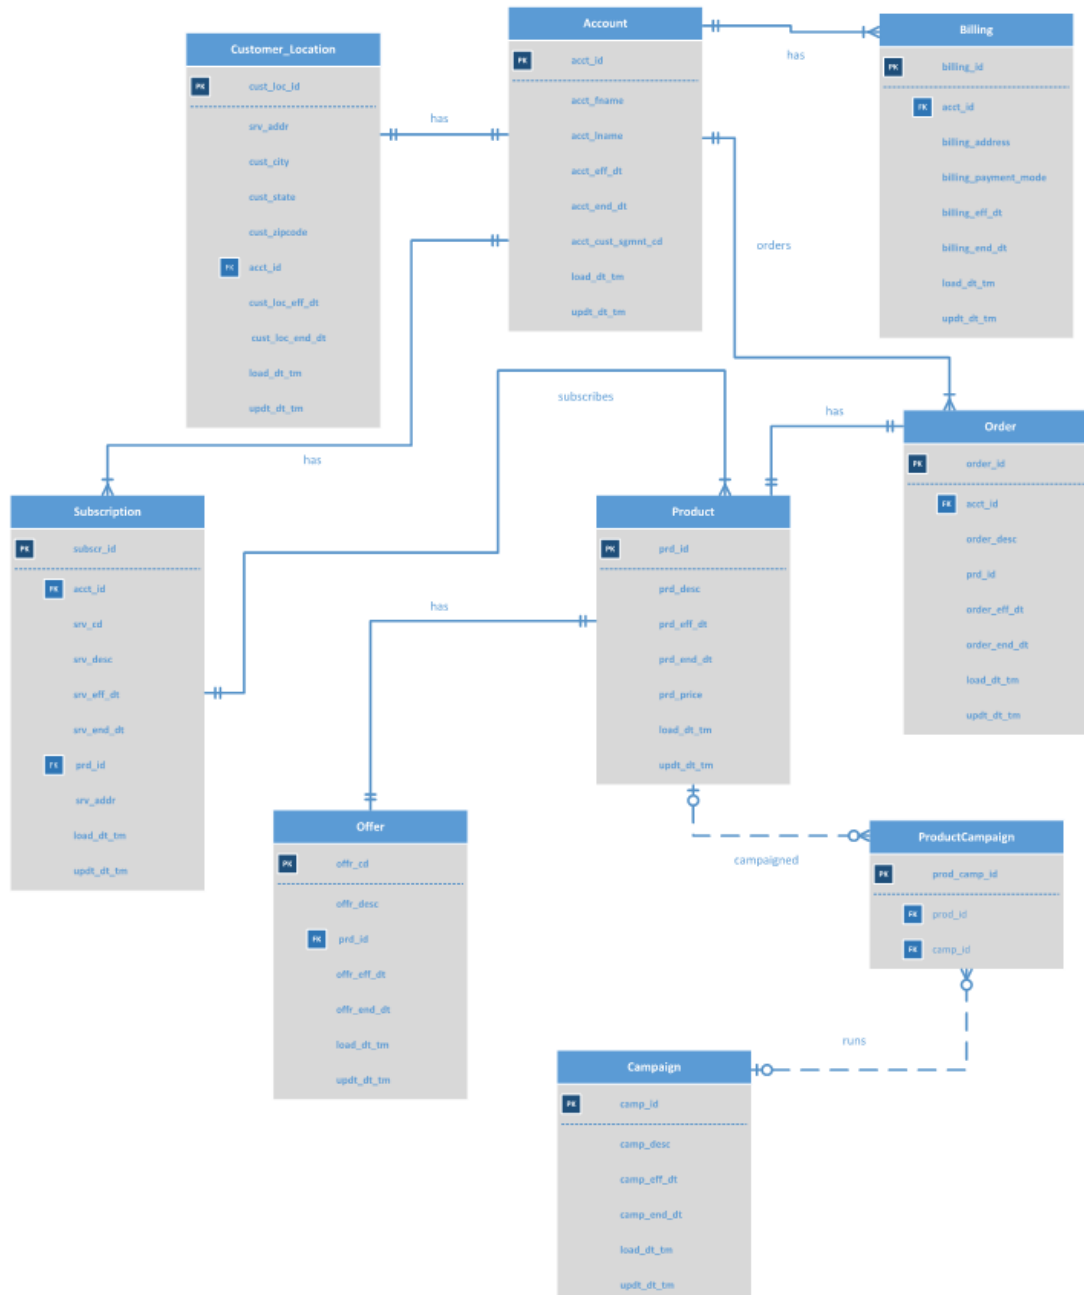 Customer_Location
PK cust_loc_id
srv_addr
cust_city
cust_state
cust_zipcode
FK acct_id
cust_loc_eff_dt
cust_loc_end_dt
load_dt_tm
updt_dt_tm
has
Account
PK acct_id
acct_fname
acct_lname
acct_eff_dt
acct_end_dt
acct_cust_sgmnt_cd
load_dt_tm
updt_dt_tm
has
Billing
PK billing_id
FK acct_id
billing_address
billing_payment_mode
billing_eff_dt
billing_end_dt
load_dt_tm
updt_dt_tm
orders
subscribes
has
has
Order
PK order_id
FK acct_id
order_desc
prd_id
order_eff_dt
order_end_dt
load_dt_tm
updt_dt_tm
Subscription
PK subscr_id
FK acct_id
srv_cd
srv_desc
srv_eff_dt
srv_end_dt
FK prd_id
srv_addr
load_dt_tm
updt_dt_tm
has
Product
PK prd_id
prd_desc
prd_eff_dt
prd_end_dt
prd_price
load_dt_tm
updt_dt_tm
Offer
PK offr_cd
offr_desc
FK prd_id
offr_eff_dt
offr_end_dt
load_dt_tm
updt_dt_tm
campaigned
ProductCampaign
PK prod_camp_id
FK prod_id
FK camp_id
runs
Campaign
PK camp_id
camp_desc
camp_eff_dt
camp_end_dt
load_dt_tm
updt_dt_tm